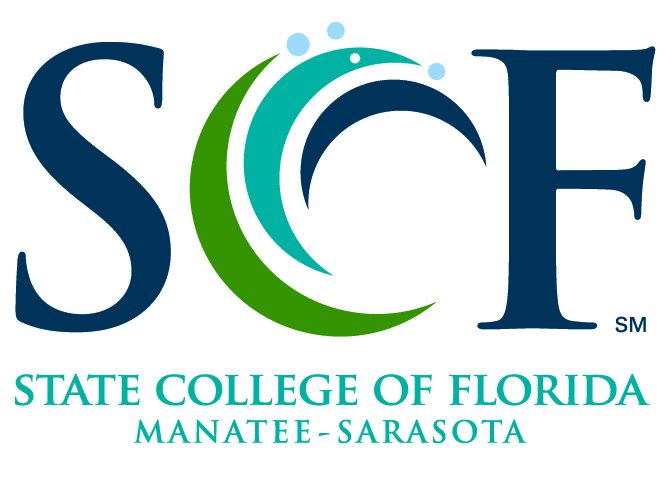 SCF SM
STATE COLLEGE OF FLORIDA
MANATEE-SARASOTA